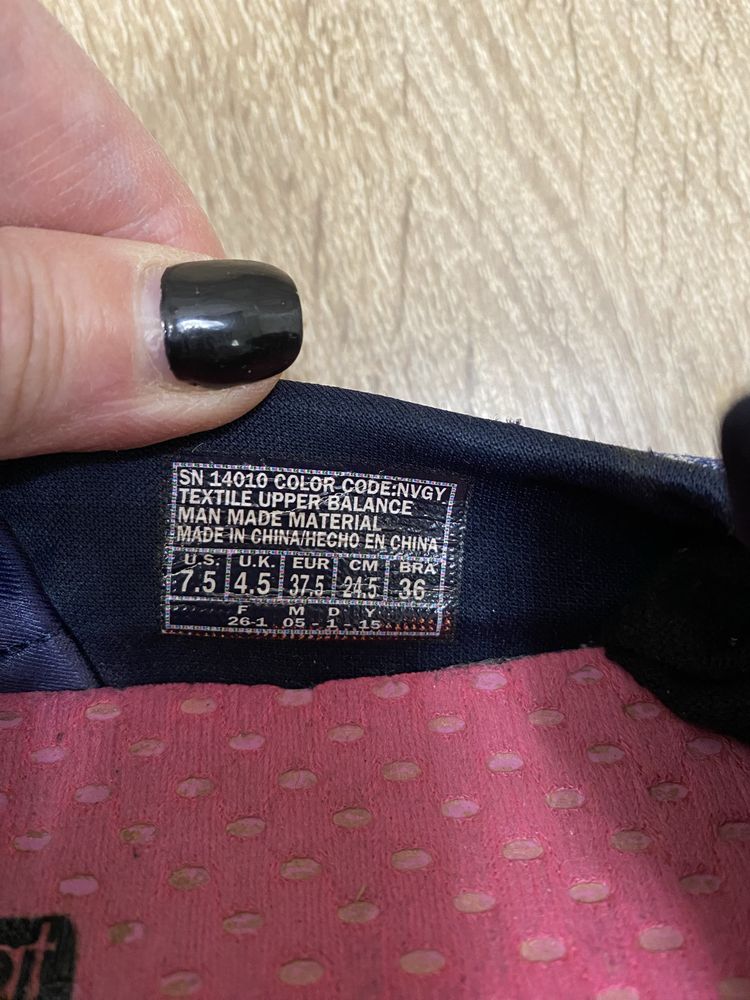 SN 14010 COLOR CODE:NVGY
TEXTILE UPPER BALANCE
MAN MADE MATERIAL
MADE IN CHINA/HECHO EN CHINA
U.S. U.K. EUR CM BRA
7.5 4.5 37.5 24.5 36
F M D Y
26-1 05-1-15